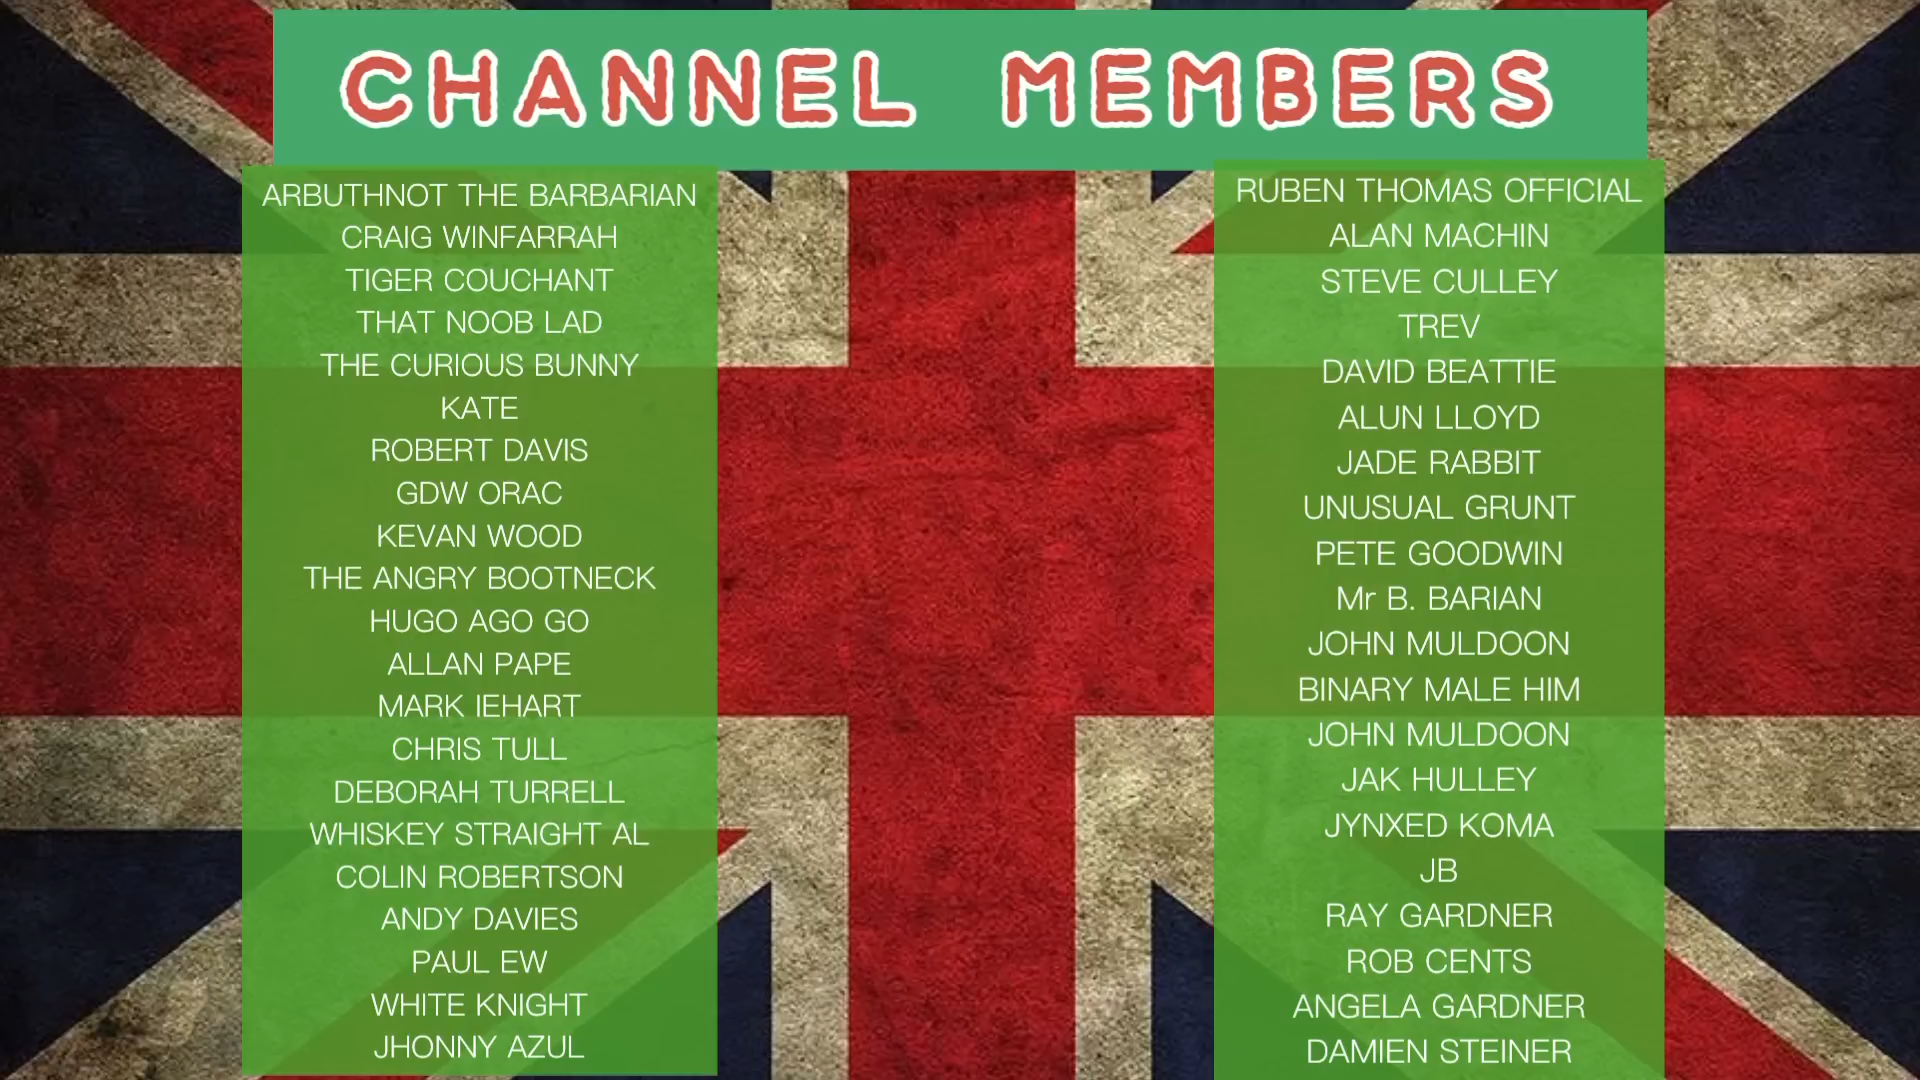 CHANNEL MEMBERS
ARBUTHNOT THE BARBARIAN
CRAIG WINFARRAH
TIGER COUCHANT
THAT NOOB LAD
THE CURIOUS BUNNY
KATE
ROBERT DAVIS
GDW ORAC
KEVAN WOOD
THE ANGRY BOOTNECK
HUGO AGO GO
ALLAN PAPE
MARK IEHART
CHRIS TULL
DEBORAH TURRELL
WHISKEY STRAIGHT AL
COLIN ROBERTSON
ANDY DAVIES
PAUL EW
WHITE KNIGHT
JHONNY AZUL
RUBEN THOMAS OFFICIAL
ALAN MACHIN
STEVE CULLEY
TREV
DAVID BEATTIE
ALUN LLOYD
JADE RABBIT
UNUSUAL GRUNT
PETE GOODWIN
Mr B. BARIAN
JOHN MULDOON
BINARY MALE HIM
JOHN MULDOON
JAK HULLEY
JYNXED KOMA
JB
RAY GARDNER
ROB CENTS
ANGELA GARDNER
DAMIEN STEINER